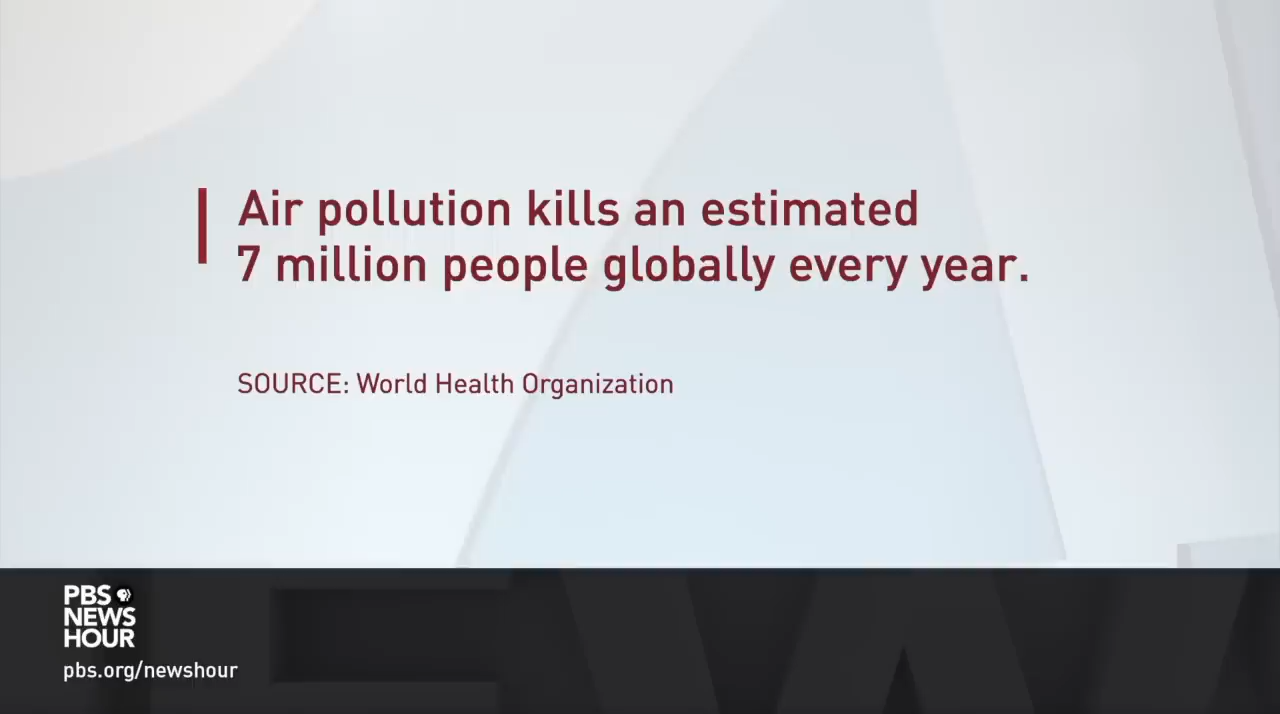 Air pollution kills an estimated
7 million people globally every year.
SOURCE: World Health Organization
PBS
NEWS
HOUR
pbs.org/newshour